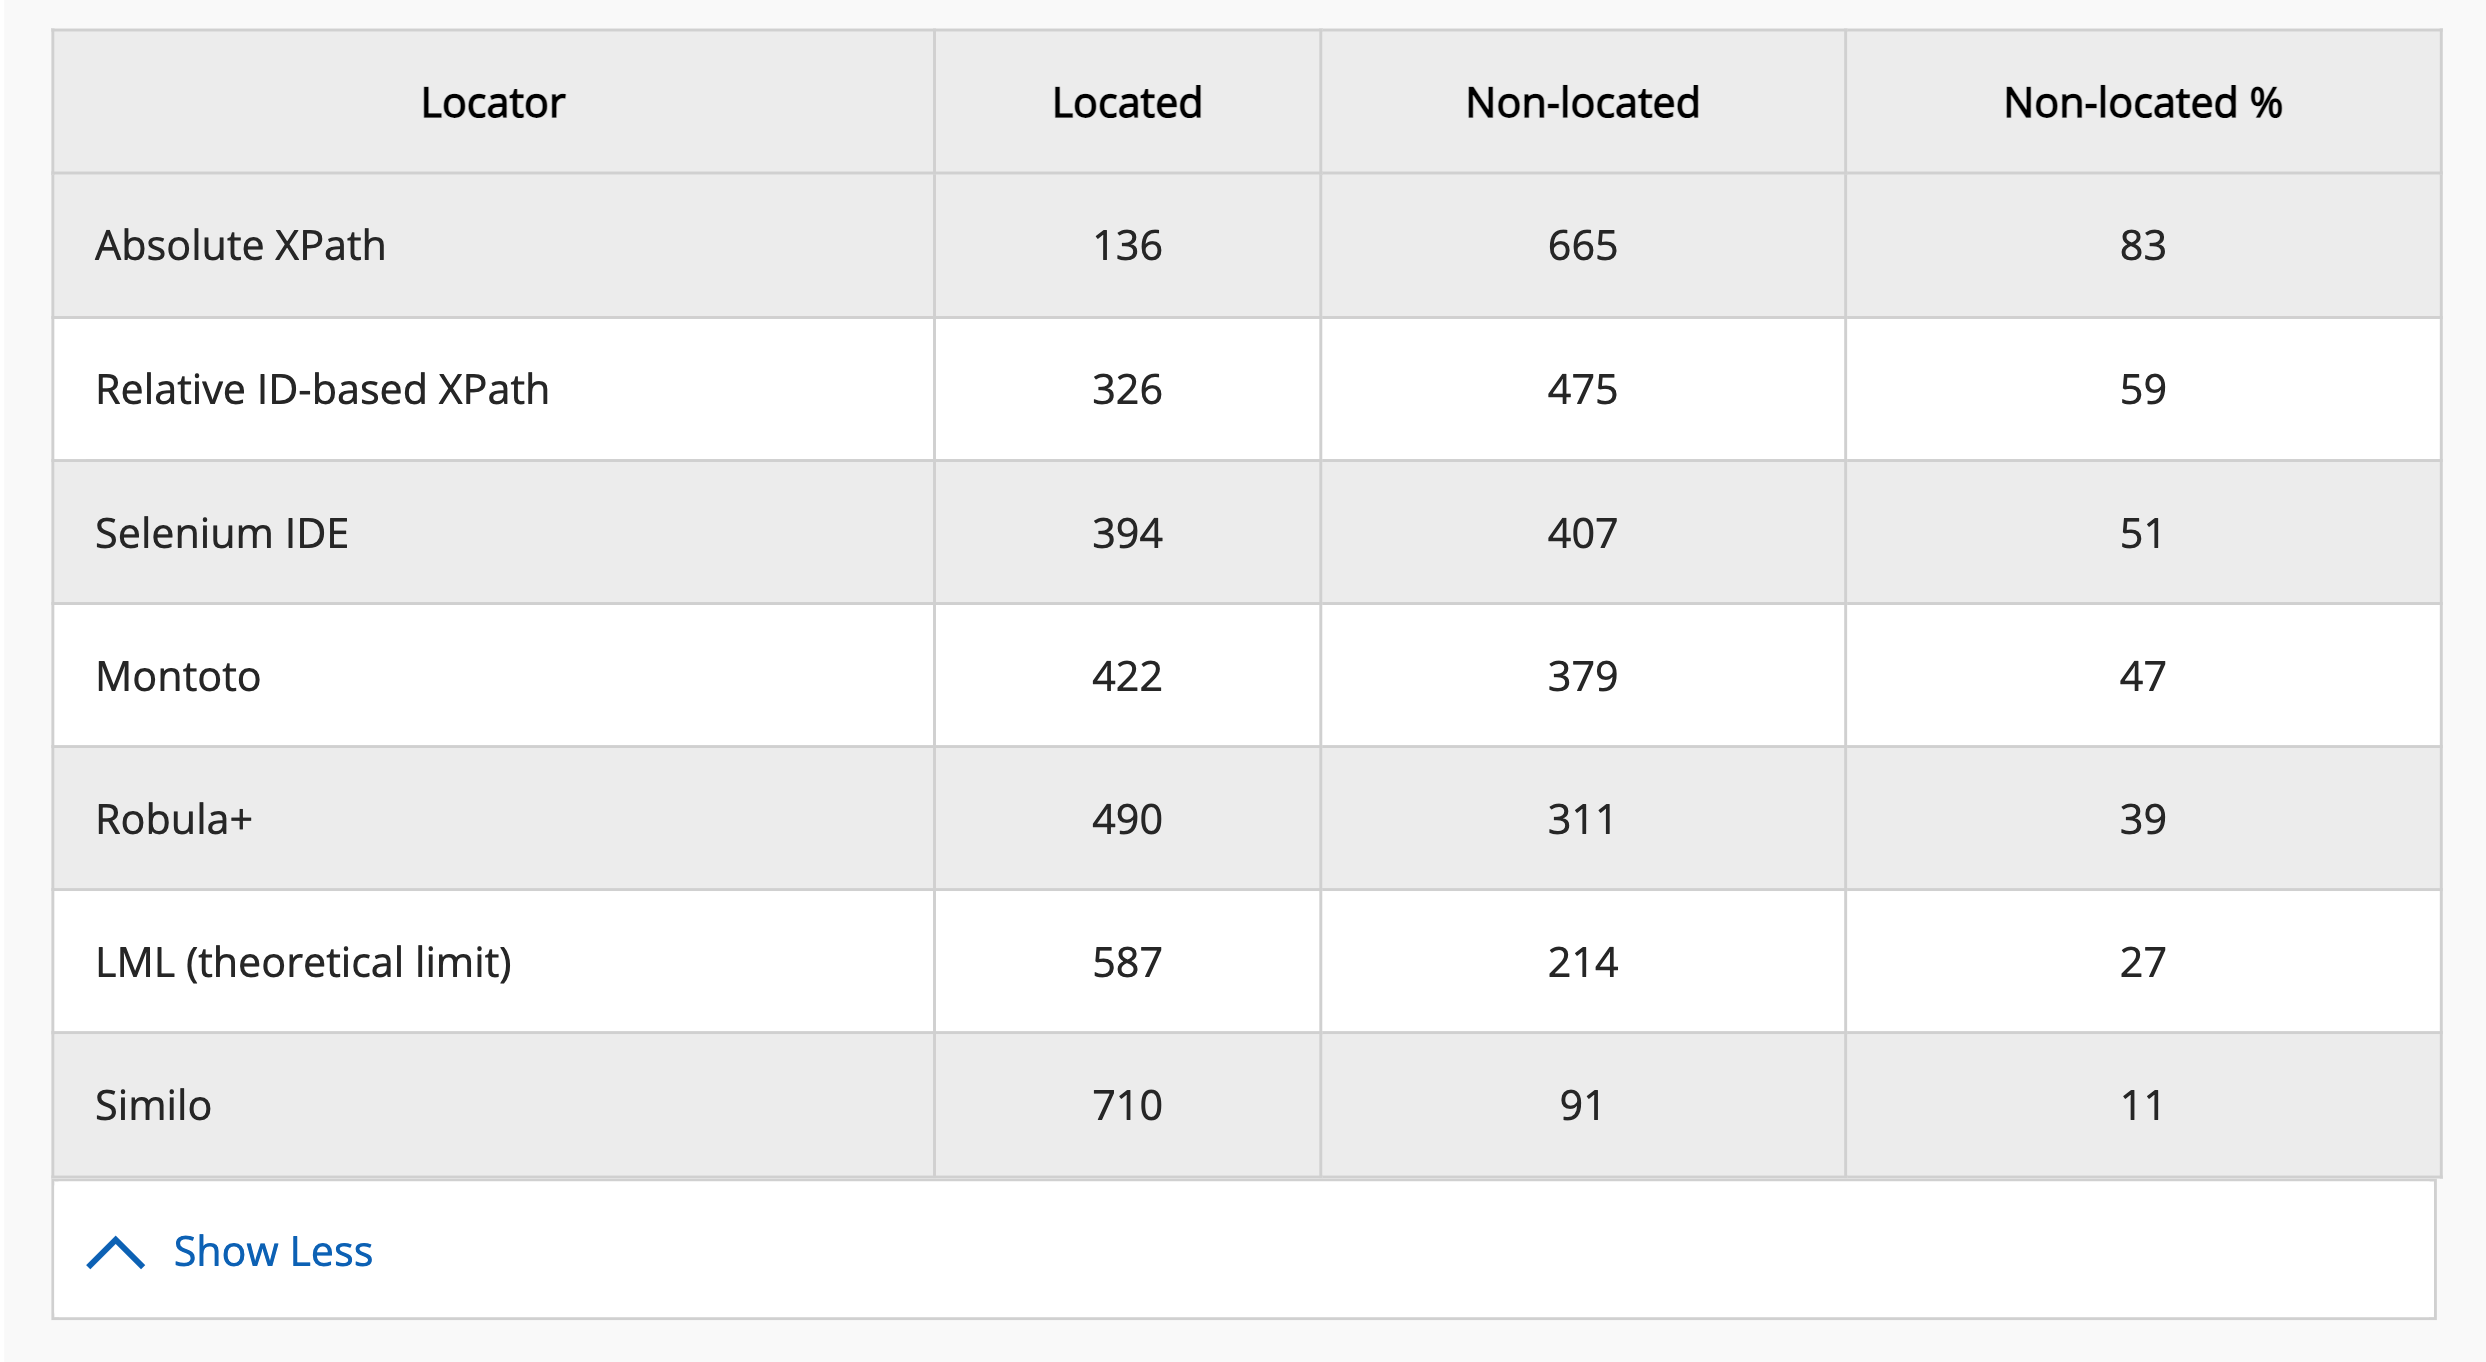 Locator Located Non-located Non-located %
Absolute XPath 136 665 83
Relative ID-based XPath 326 475 59
Selenium IDE 394 407 51
Montoto 422 379 47
Robula+ 490 311 39
LML (theoretical limit) 587 214 27
Similo 710 91 11
Show Less